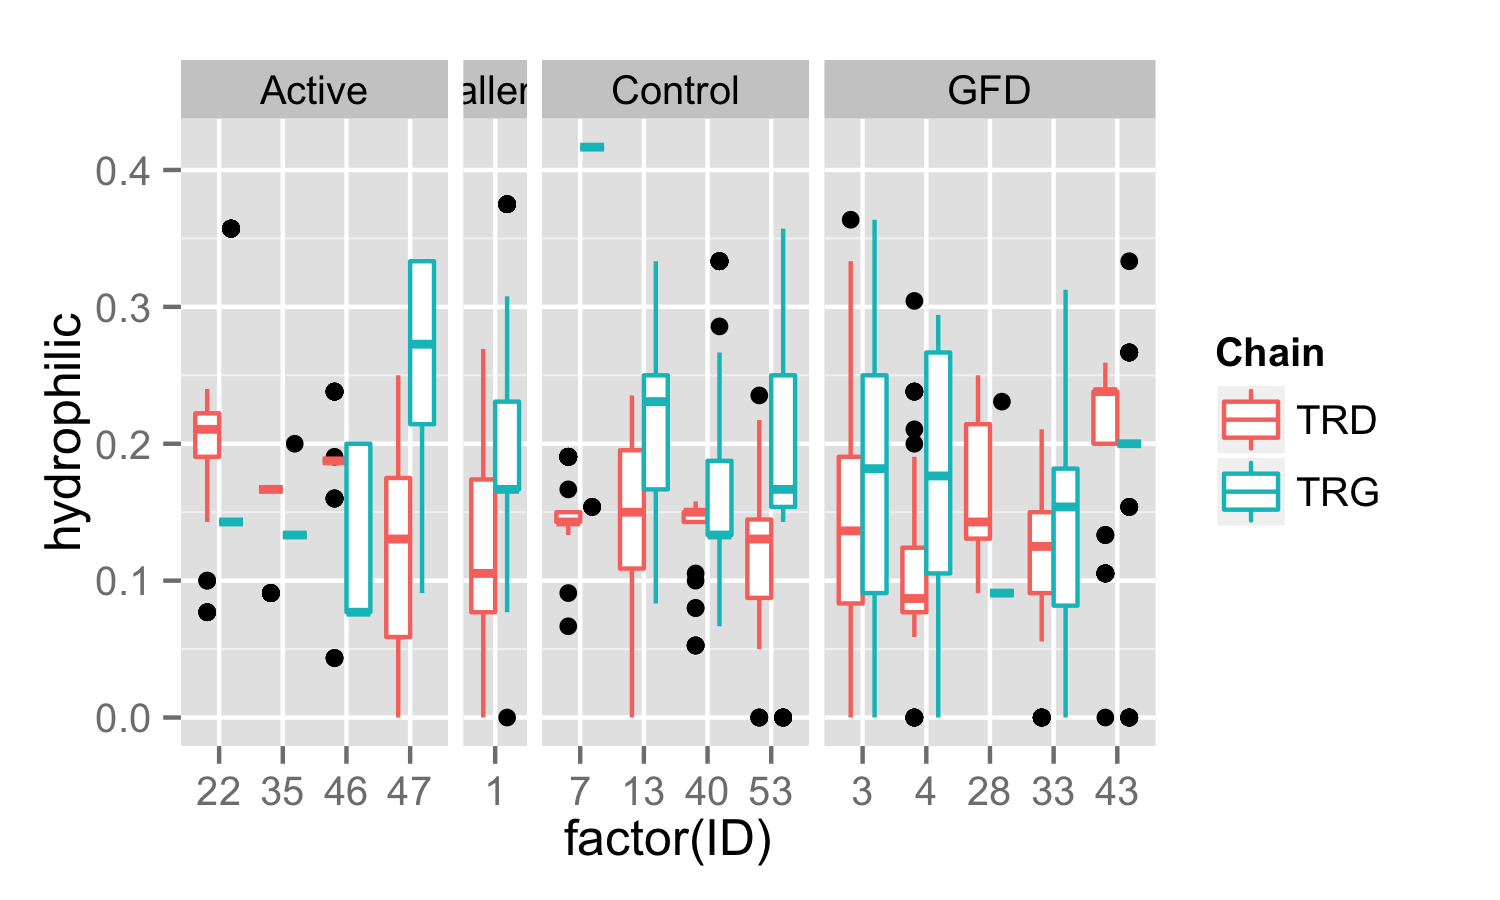 Active aller Control GFD
hydrophilic
0.4
0.3
0.2
0.1
0.0
22 35 46 47 1 7 13 40 53 3 4 28 33 43
factor(ID)
Chain
TRD
TRG